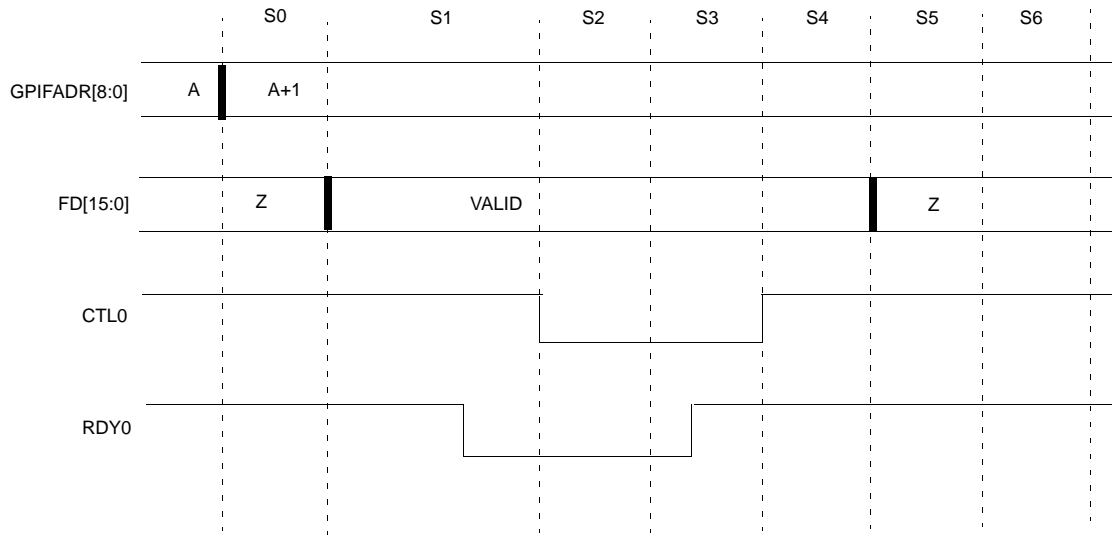 S0 S1 S2 S3 S4 S5 S6
GPIFADR[8:0] A A+1
FD[15:0] Z VALID Z
CTL0
RDY0